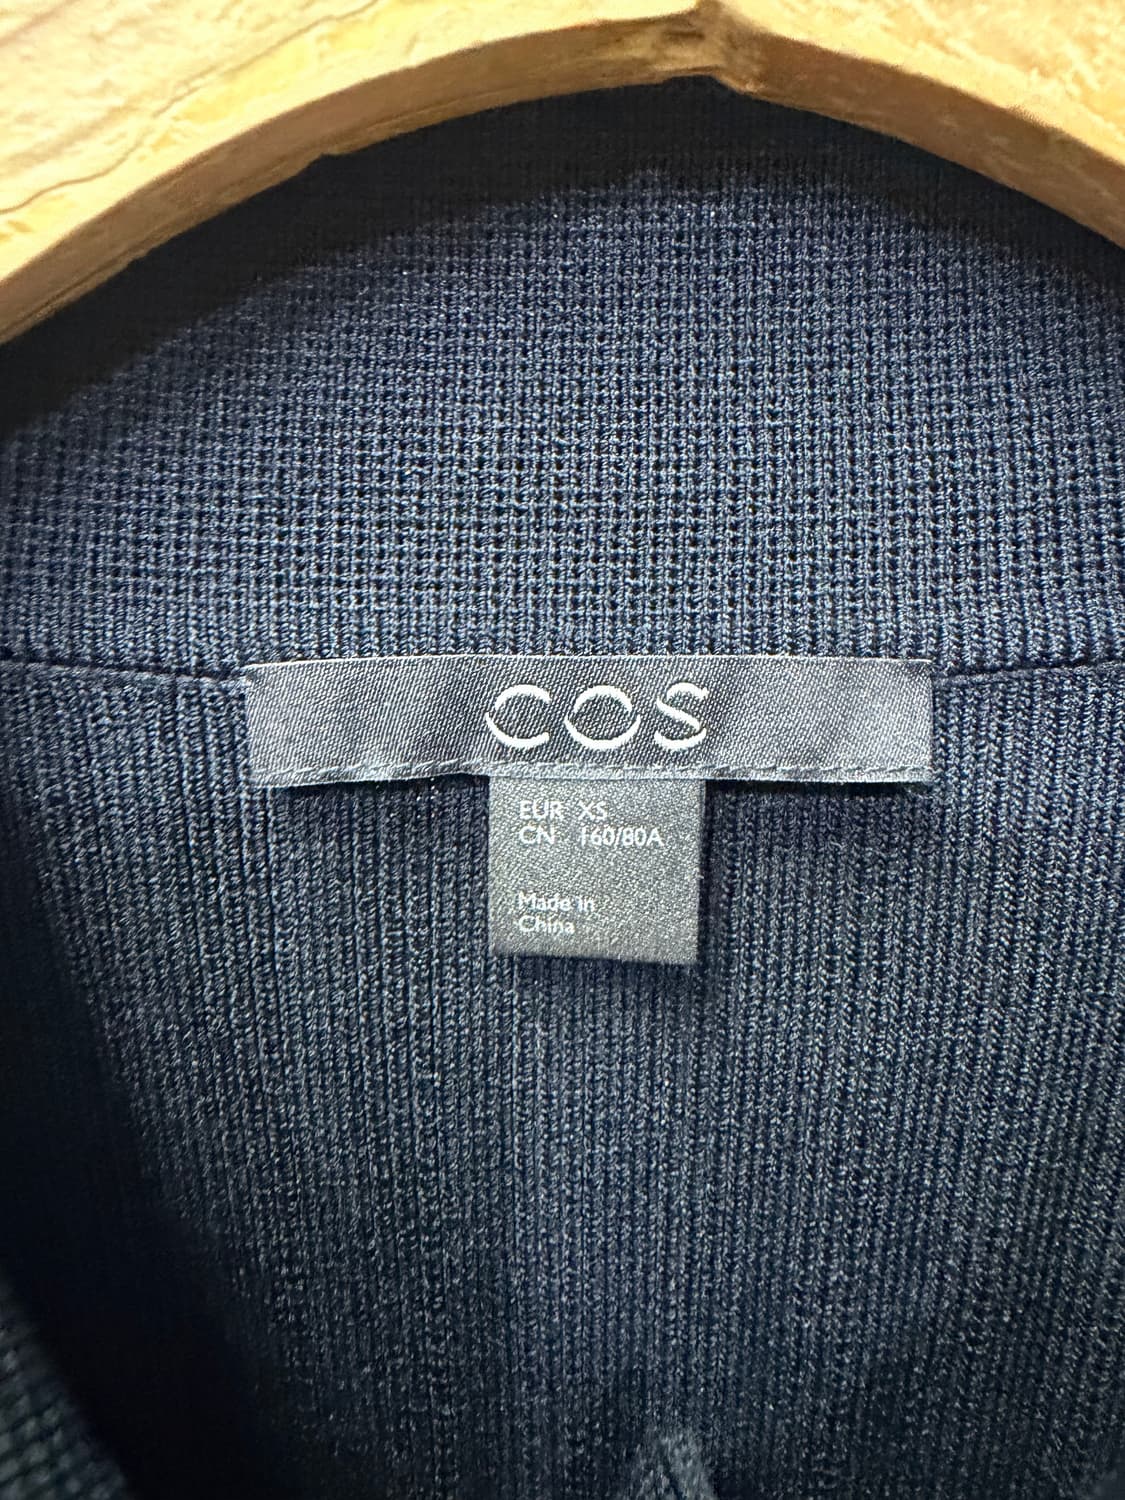 COS
EUR XS
CN 160/80A
Made in
China